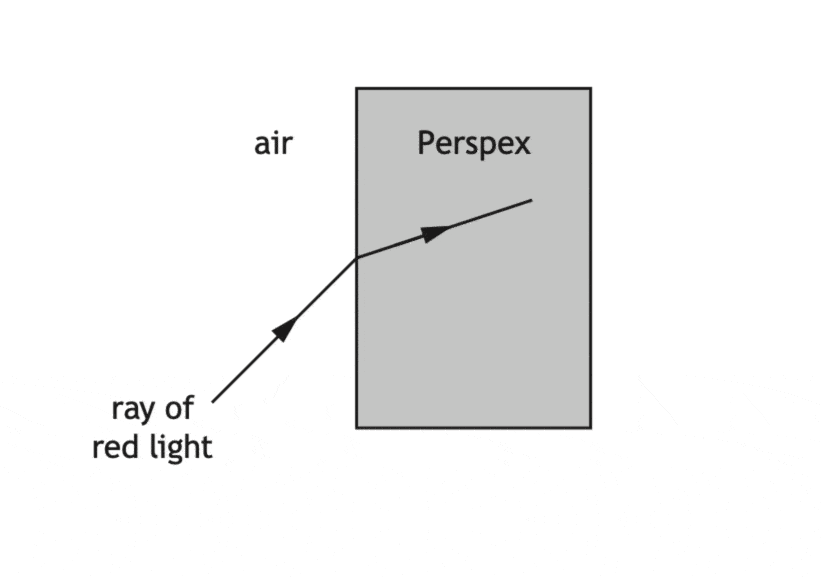 air
Perspex
ray of
red light